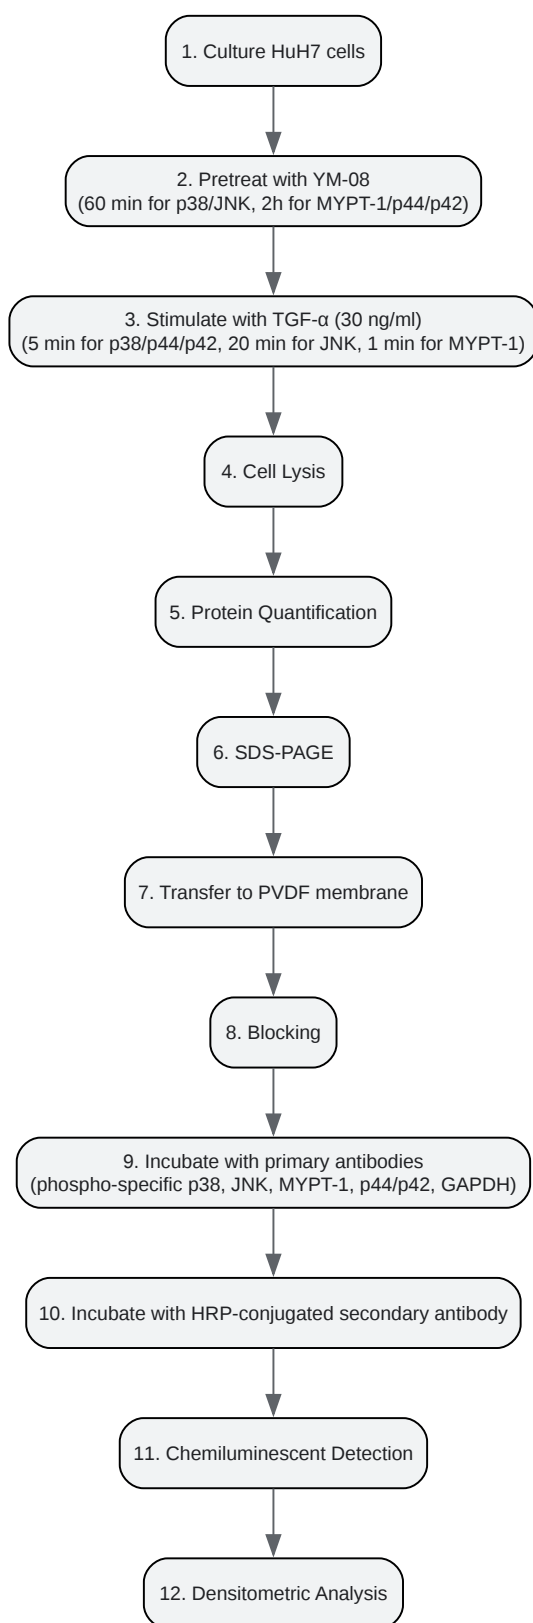 1. Culture HuH7 cells
2. Pretreat with YM-08
(60 min for p38/JNK, 2h for MYPT-1/p44/p42)
3. Stimulate with TGF-α (30 ng/ml)
(5 min for p38/p44/p42, 20 min for JNK, 1 min for MYPT-1)
4. Cell Lysis
5. Protein Quantification
6. SDS-PAGE
7. Transfer to PVDF membrane
8. Blocking
9. Incubate with primary antibodies
(phospho-specific p38, JNK, MYPT-1, p44/p42, GAPDH)
10. Incubate with HRP-conjugated secondary antibody
11. Chemiluminescent Detection
12. Densitometric Analysis